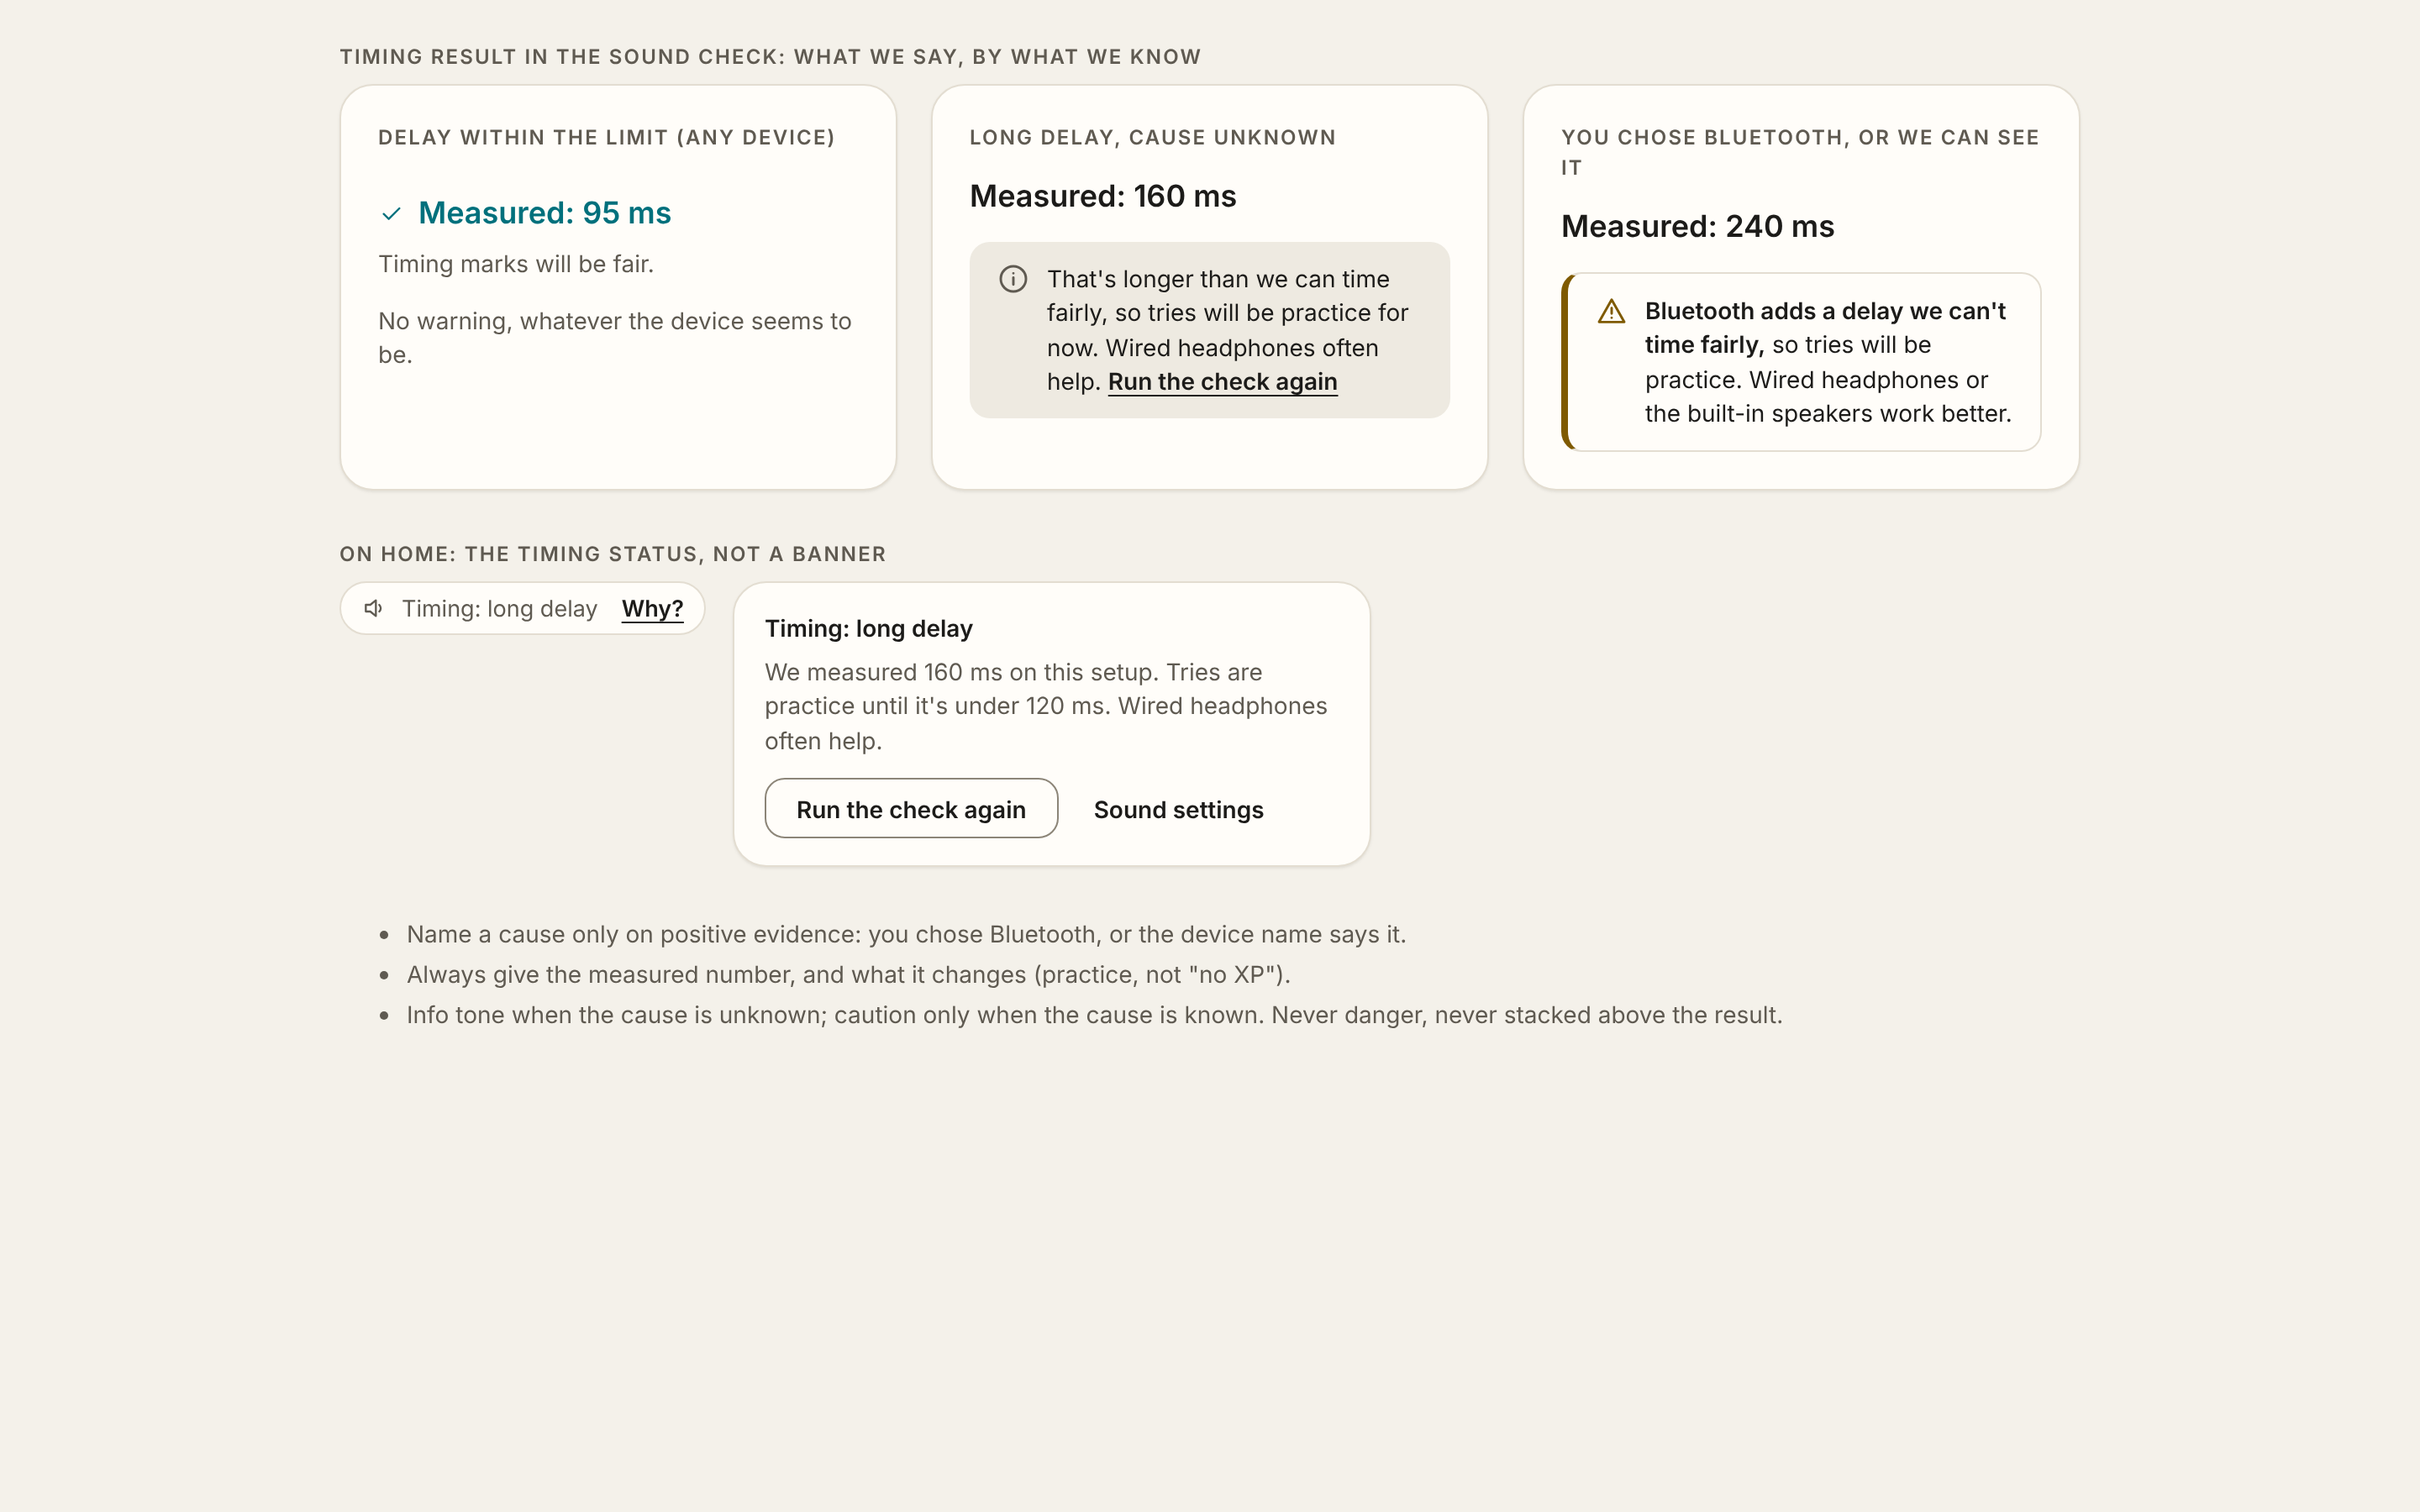 TIMING RESULT IN THE SOUND CHECK: WHAT WE SAY, BY WHAT WE KNOW
DELAY WITHIN THE LIMIT (ANY DEVICE)
Measured: 95 ms
Timing marks will be fair.
No warning, whatever the device seems to
be.
LONG DELAY, CAUSE UNKNOWN
Measured: 160 ms
That's longer than we can time
fairly, so tries will be practice for
now. Wired headphones often
help. Run the check again
YOU CHOSE BLUETOOTH, OR WE CAN SEE
IT
Measured: 240 ms
Bluetooth adds a delay we can't
time fairly, so tries will be
practice. Wired headphones or
the built-in speakers work better.
ON HOME: THE TIMING STATUS, NOT A BANNER
Timing: long delay Why?
Timing: long delay
We measured 160 ms on this setup. Tries are
practice until it's under 120 ms. Wired headphones
often help.
Run the check again Sound settings
• Name a cause only on positive evidence: you chose Bluetooth, or the device name says it.
• Always give the measured number, and what it changes (practice, not "no XP").
• Info tone when the cause is unknown; caution only when the cause is known. Never danger, never stacked above the result.